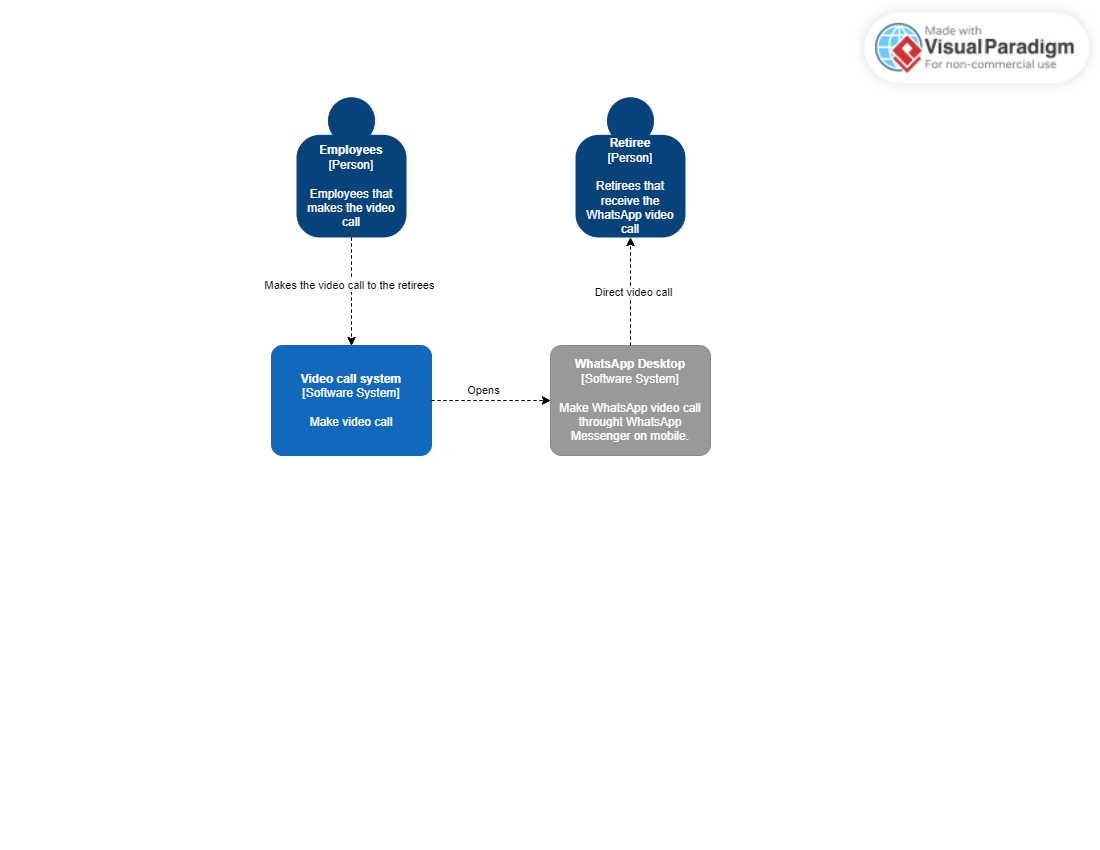 Made with
Visual Paradigm
For non-commercial use
Employees
[Person]
Employees that
makes the video
call
Retiree
[Person]
Retirees that
receive the
WhatsApp video
call
Makes the video call to the retirees
Direct video call
Video call system
[Software System]
Make video call
Opens
WhatsApp Desktop
[Software System]
Make WhatsApp video call
throught WhatsApp
Messenger on mobile.